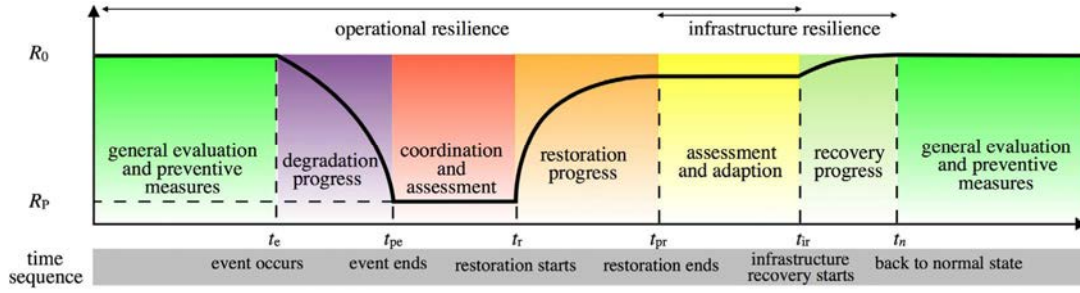 operational resilience
infrastructure resilience
R0
general evaluation
and preventive
measures
degradation
progress
coordination
and
assessment
restoration
progress
assessment
and adaption
recovery
progress
general evaluation
and preventive
measures
RP
te
tpe
tr
tpr
tir
tn
time
sequence
event occurs
event ends
restoration starts
restoration ends
infrastructure
recovery starts
back to normal state